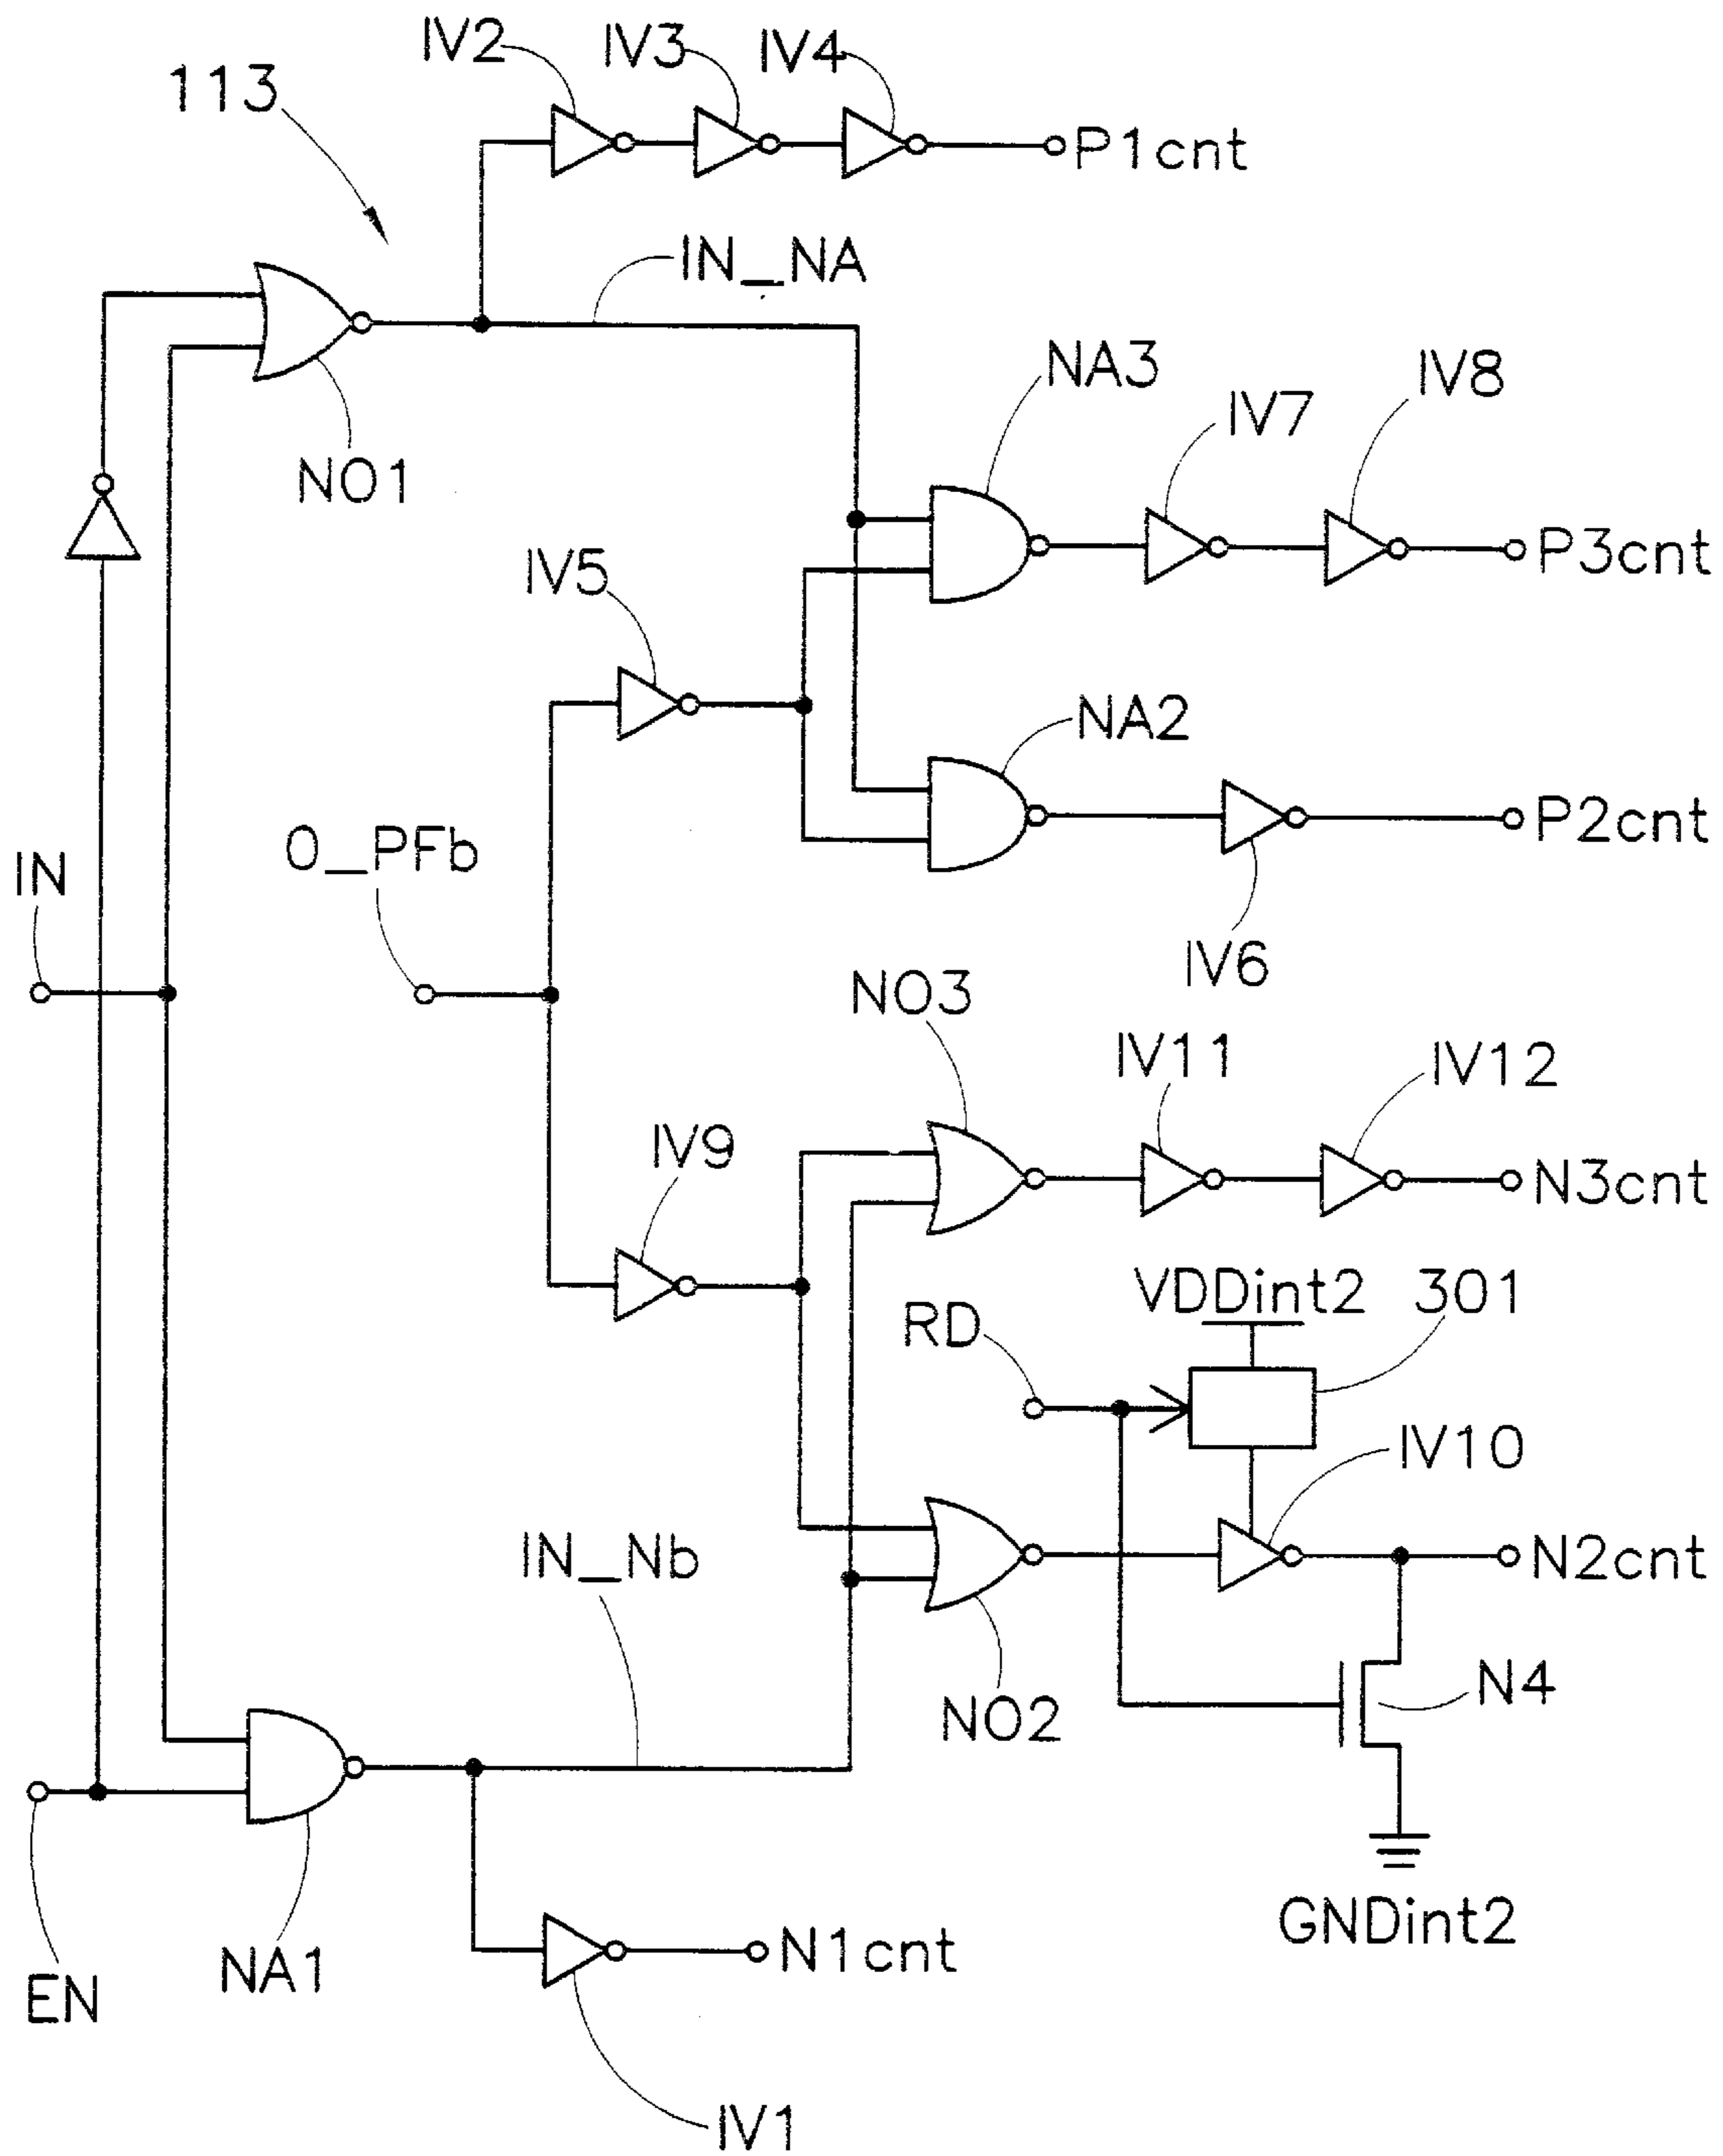 IV2 IV3 IV4
113
P1cnt
IN_NA
NA3 IV8
IV7
NO1
P3cnt
IV5
NA2
P2cnt
O_PFb
IN
IV6
NO3
IV11 IV12
IV9
N3cnt
VDDint2 301
RD
IV10
IN_Nb
N2cnt
N4
NO2
GNDint2
N1cnt
NA1
EN
IV1